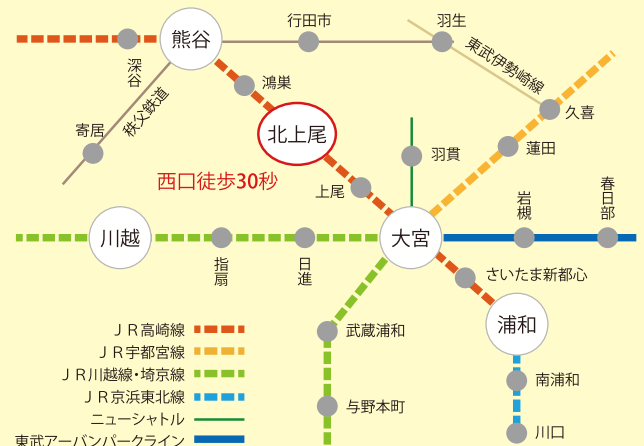 行田市
羽生
熊谷
深谷
東武伊勢崎線
鴻巣
久喜
秩父鉄道
寄居
北上尾
羽貫
蓮田
西口徒歩30秒
上尾
岩槻
春日部
川越
大宮
指扇
日進
さいたま新都心
浦和
武蔵浦和
南浦和
与野本町
川口
JR高崎線
JR宇都宮線
JR川越線・埼京線
JR京浜東北線
ニューシャトル
東武アーバンパークライン